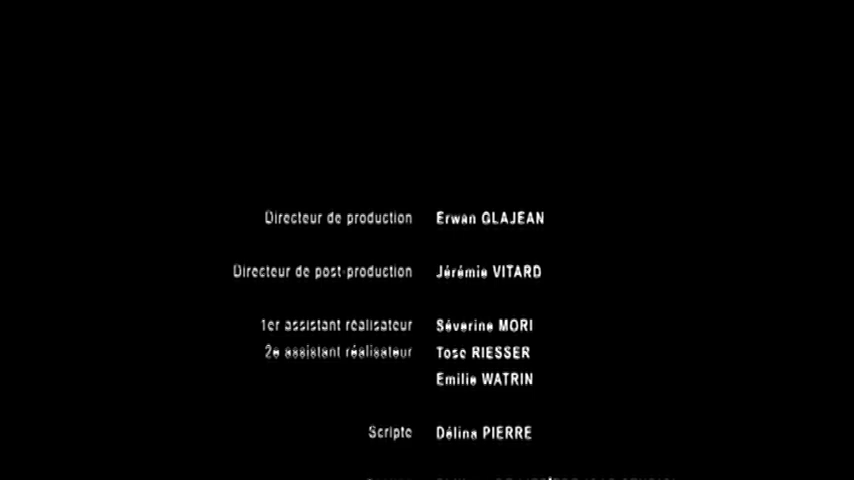 Directeur de production Erwan GLAJEAN
Directeur de post-production Jérémie VITARD
1er assistant réalisateur Séverine MORI
2e assistant réalisateur Tose RIESSER
Emilie WATRIN
Scripte Délina PIERRE